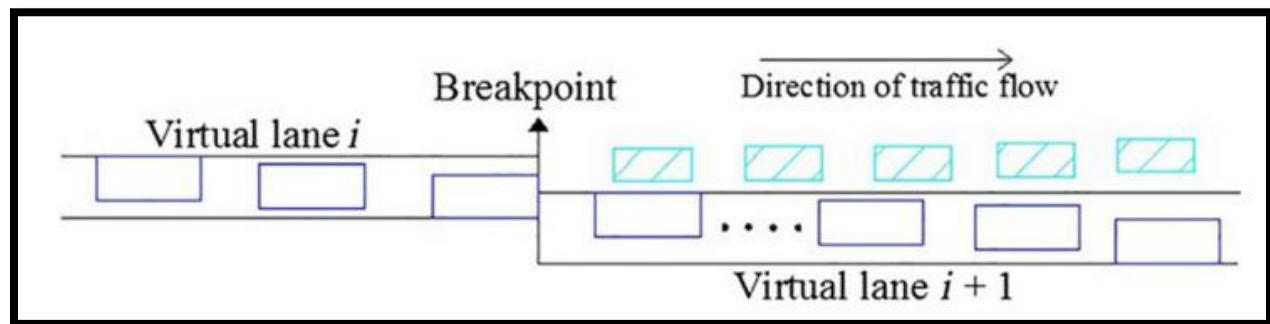 Breakpoint
Direction of traffic flow
Virtual lane i
Virtual lane i + 1